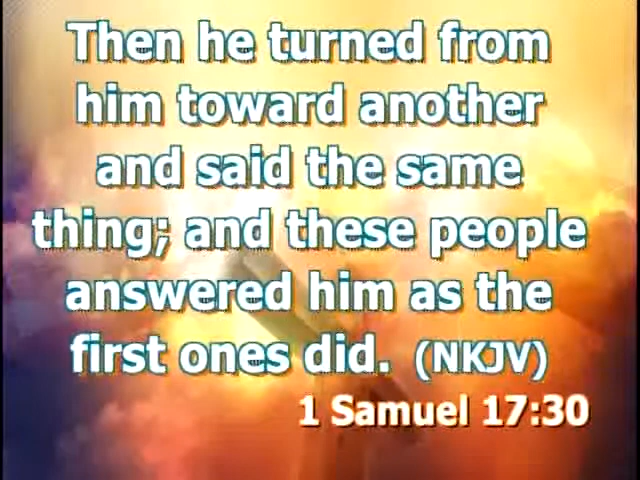 Then he turned from
him toward another
and said the same
thing; and these people
answered him as the
first ones did. (NKJV)
1 Samuel 17:30